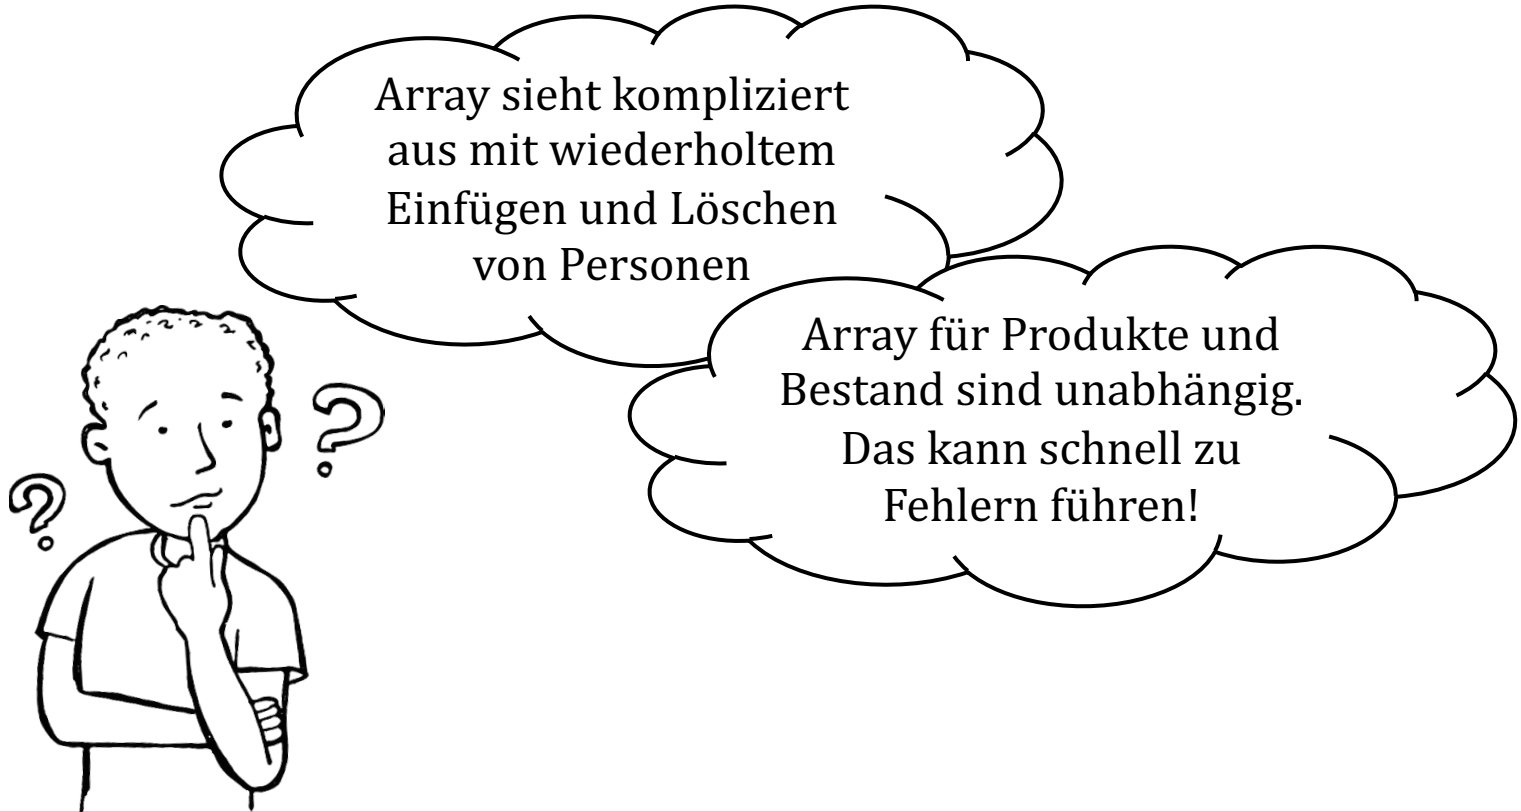 Array sieht kompliziert
aus mit wiederholtem
Einfügen und Löschen
von Personen
Array für Produkte und
Bestand sind unabhängig.
Das kann schnell zu
Fehlern führen!
? 
?